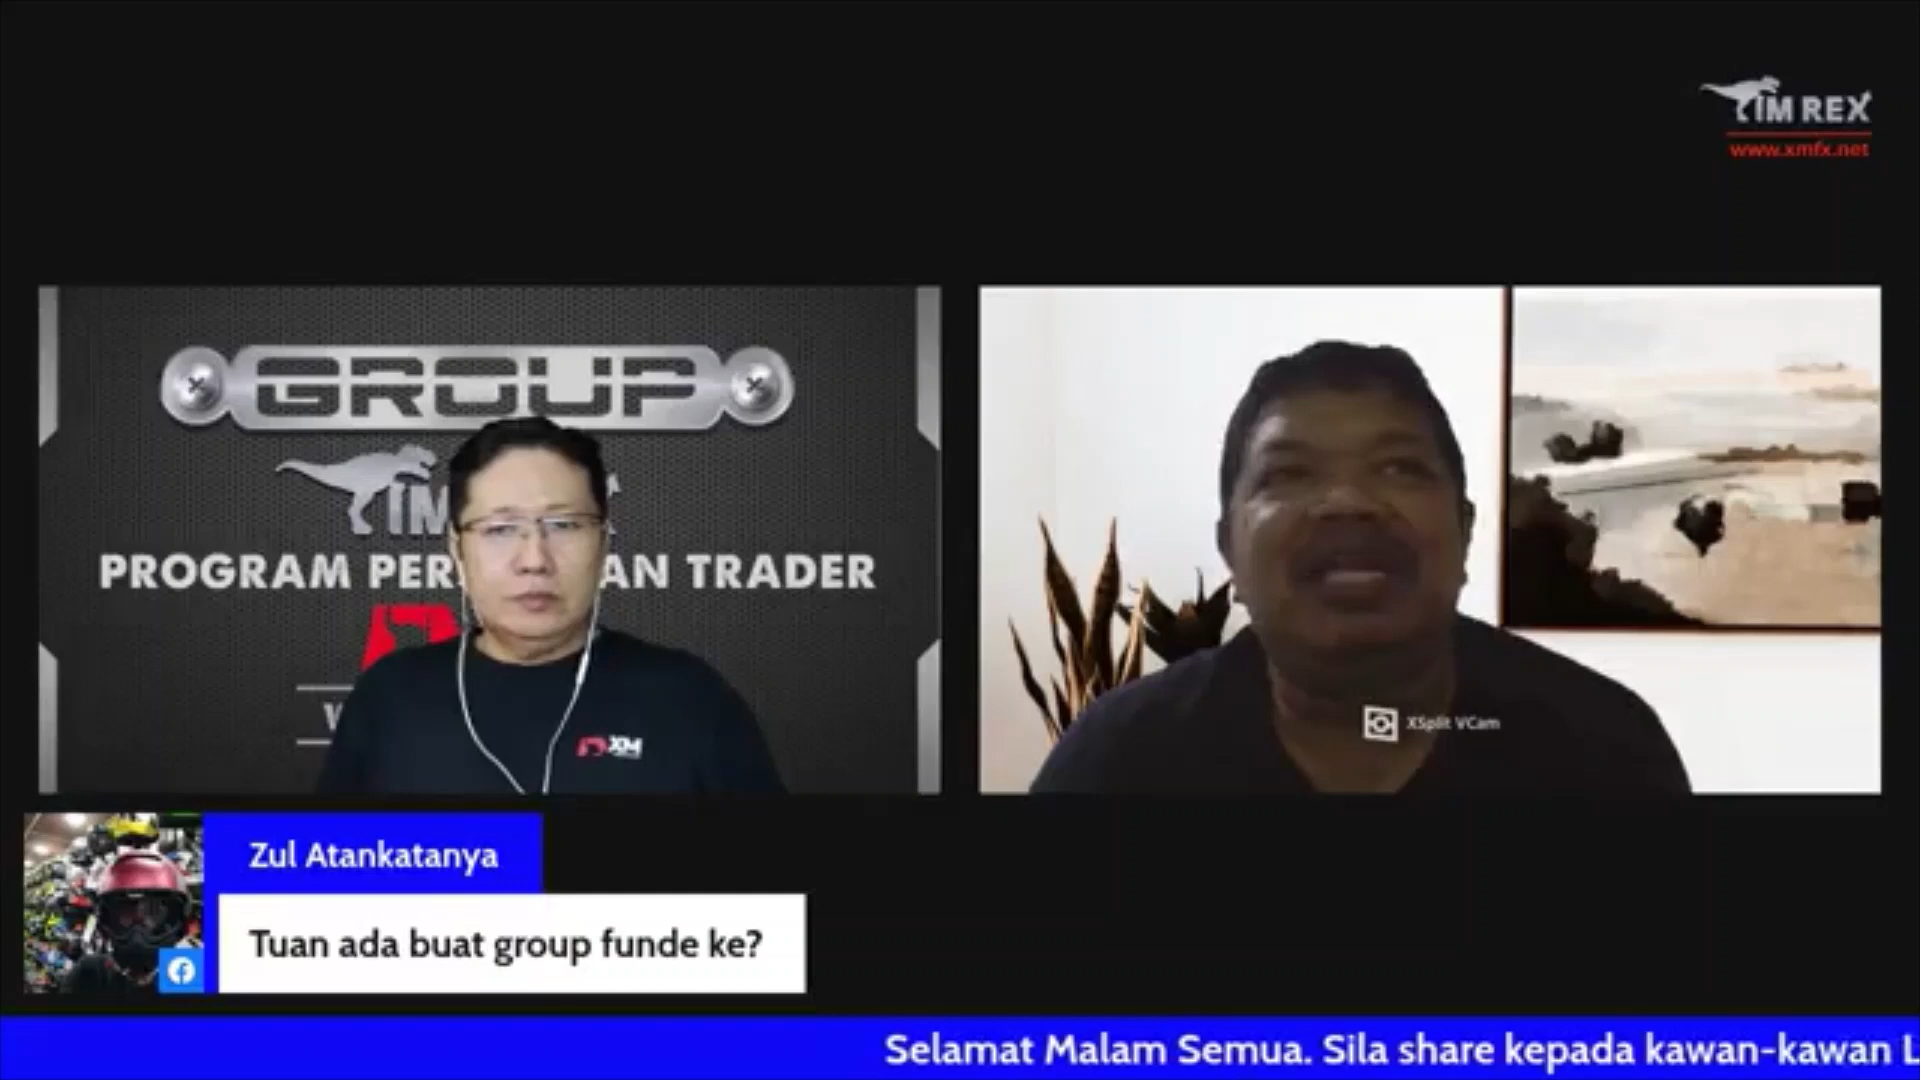 TIM REX
www.xmfx.net
GROUP
PROGRAM PER AN TRADER
XM
XSplit VCam
Zul Atankatanya
Tuan ada buat group funde ke?
Selamat Malam Semua. Sila share kepada kawan-kawan L